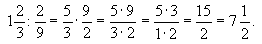 1 2/3 : 2/9 = 5/3 · 9/2 = (5 · 9)/(3 · 2) = (5 · 3)/(1 · 2) = 15/2 = 7 1/2.